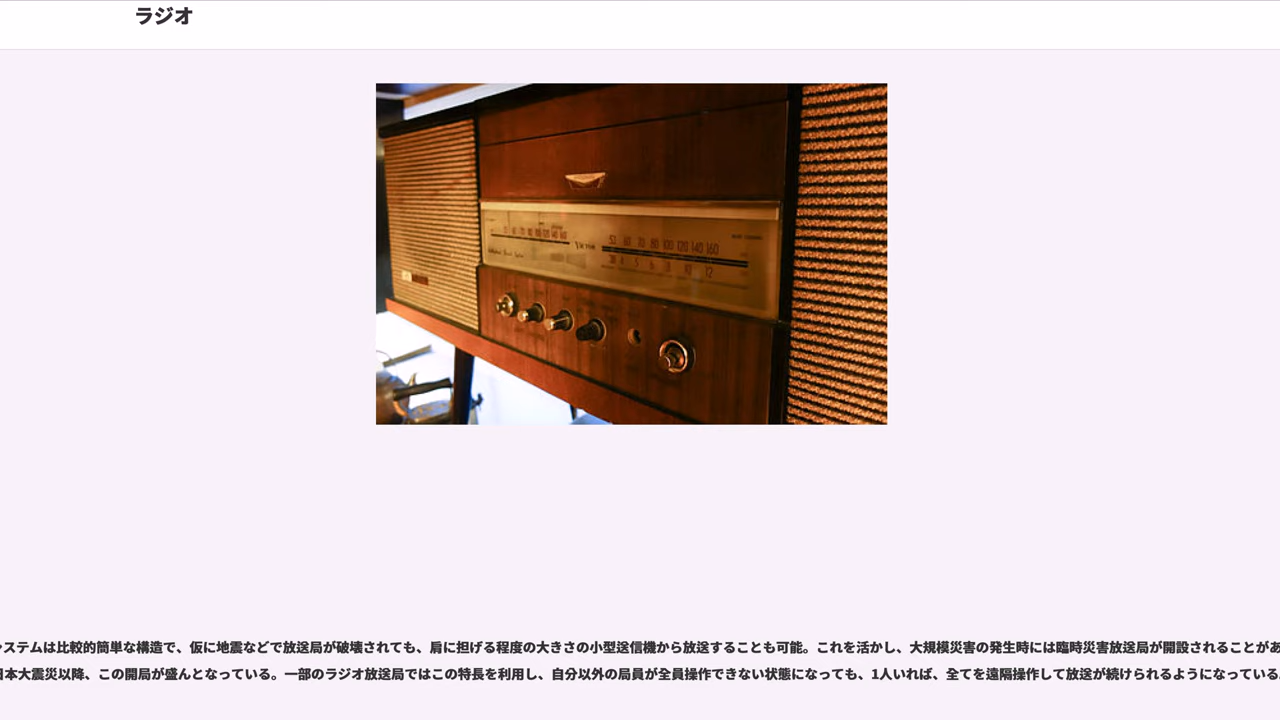 ラジオ
Victor
53 60 70 80 100 120 140 160
ステムは比較的簡単な構造で、仮に地震などで放送局が破壊されても、肩に担げる程度の大きさの小型送信機から放送することも可能。これを活かし、大規模災害の発生時には臨時災害放送局が開設されることがあ
日本大震災以降、この開局が盛んとなっている。一部のラジオ放送局ではこの特長を利用し、自分以外の局員が全員操作できない状態になっても、1人いれば、全てを遠隔操作して放送が続けられるようになっている